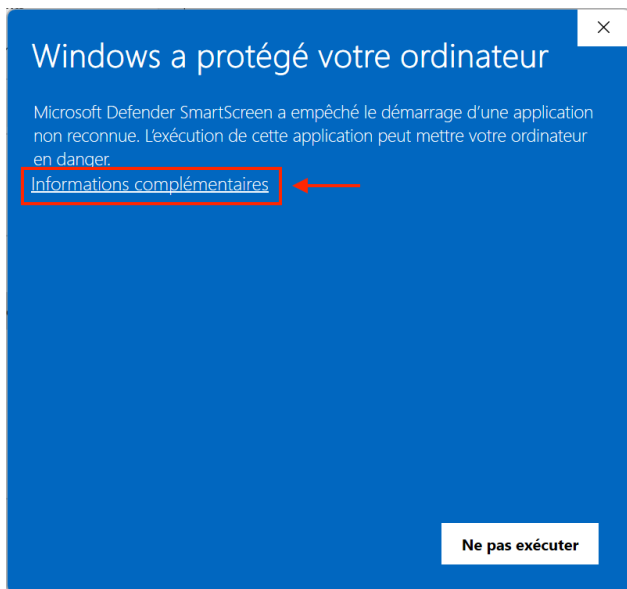 Windows a protégé votre ordinateur
Microsoft Defender SmartScreen a empêché le démarrage d'une application
non reconnue. L'exécution de cette application peut mettre votre ordinateur
en danger.
Informations complémentaires
Ne pas exécuter